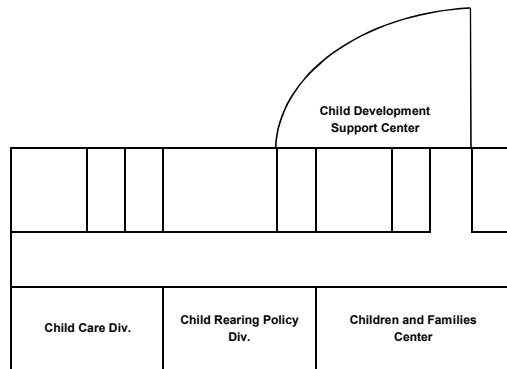 Child Development
Support Center
Child Care Div.
Child Rearing Policy
Div.
Children and Families
Center